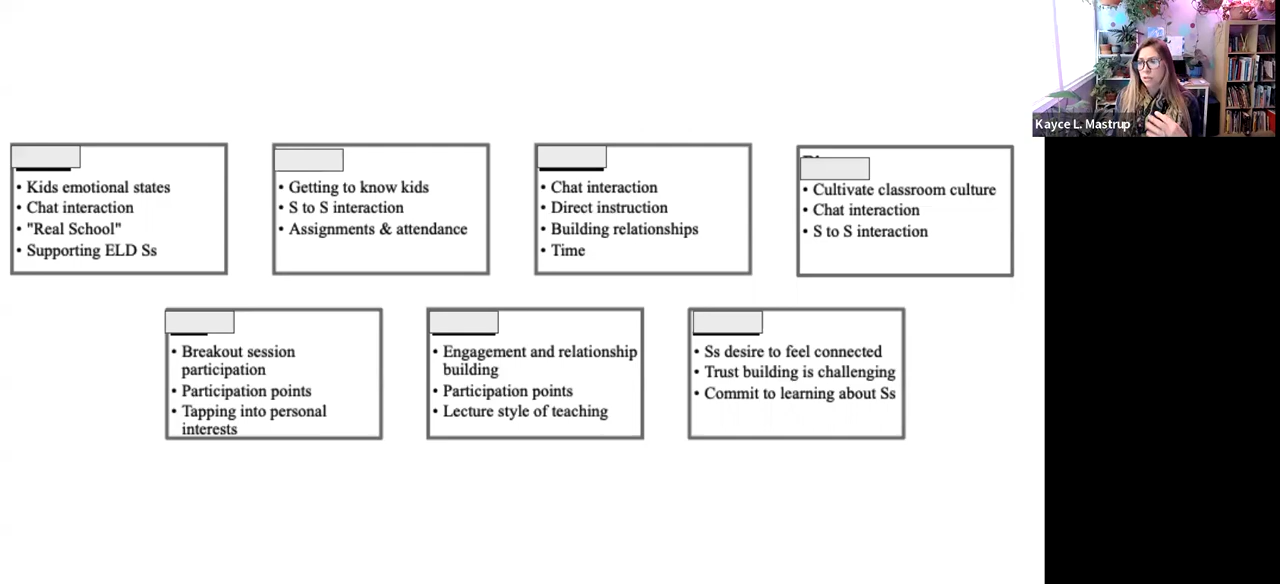 Kayce L. Mastrup
• Kids emotional states
• Chat interaction
• "Real School"
• Supporting ELD Ss
• Getting to know kids
• S to S interaction
• Assignments & attendance
• Chat interaction
• Direct instruction
• Building relationships
• Time
• Cultivate classroom culture
• Chat interaction
• S to S interaction
• Breakout session
participation
• Participation points
• Tapping into personal
interests
• Engagement and relationship
building
• Participation points
• Lecture style of teaching
• Ss desire to feel connected
• Trust building is challenging
• Commit to learning about Ss